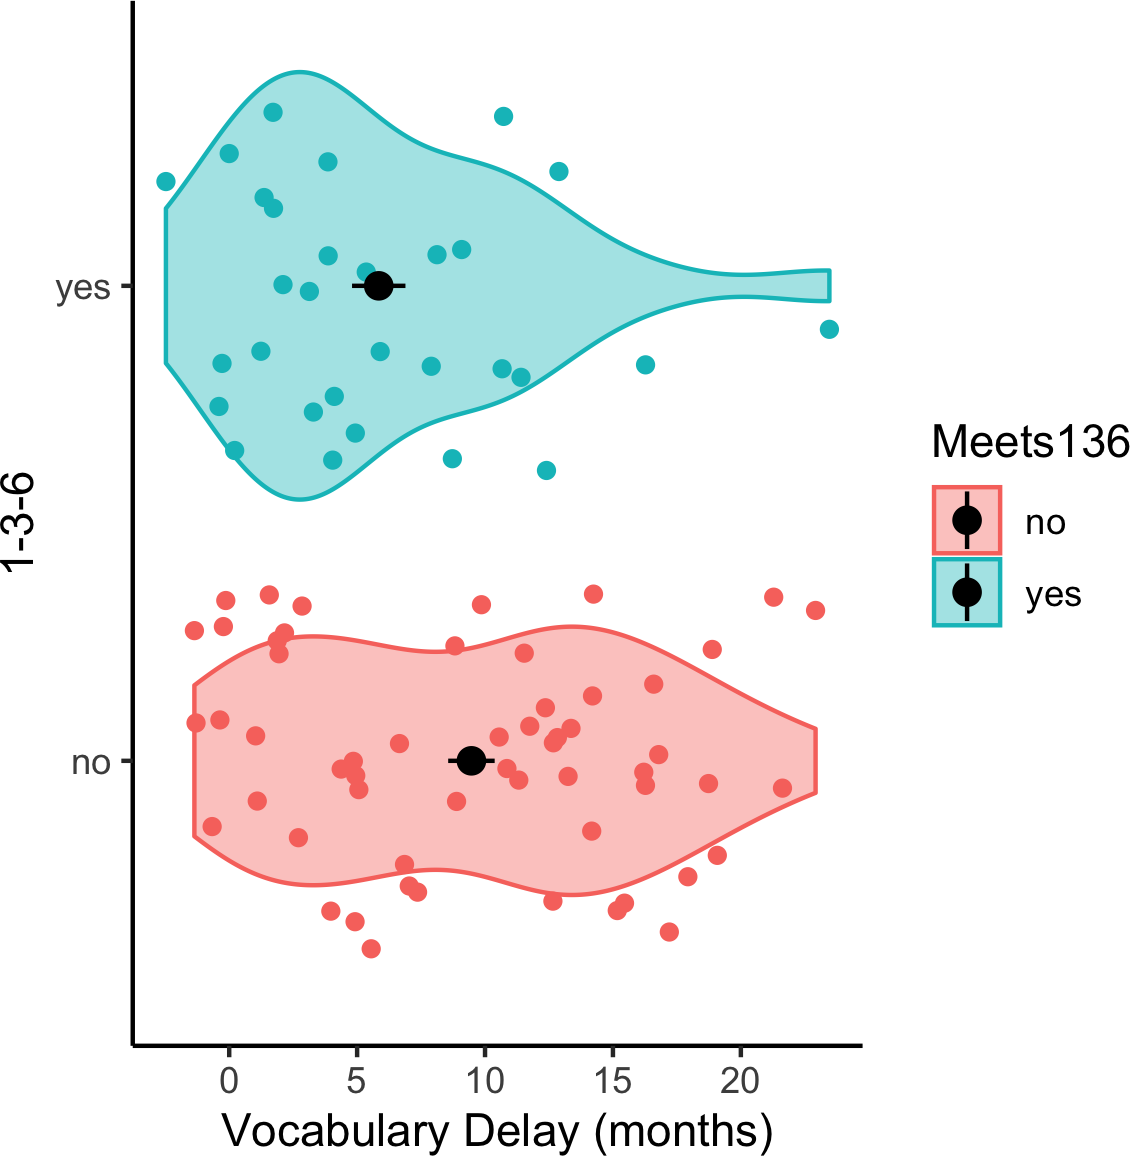 yes
no
1-3-6
0 5 10 15 20
Vocabulary Delay (months)
Meets136
no
yes